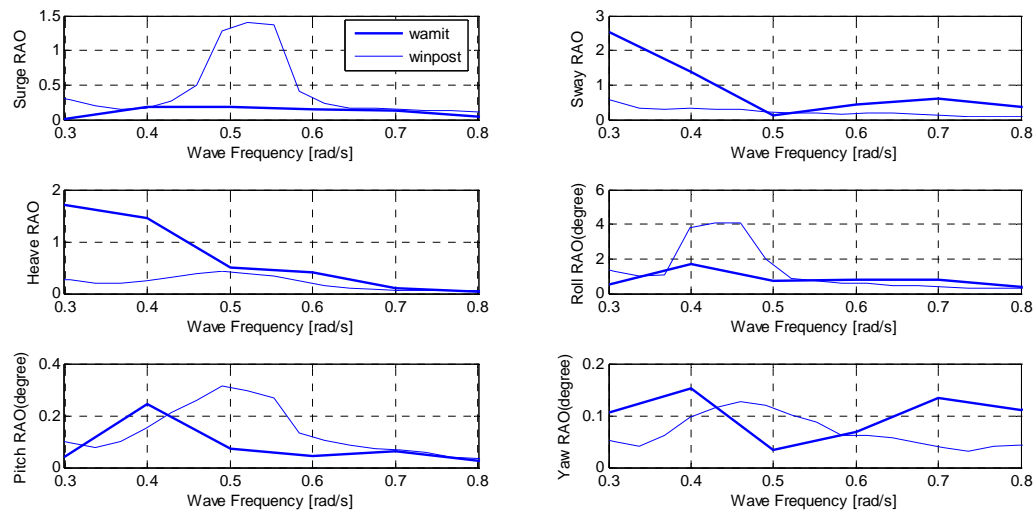 Surge RAO
1.5
1
0.5
0
0.3 0.4 0.5 0.6 0.7 0.8
Wave Frequency [rad/s]
wamit
winpost
Sway RAO
3
2
1
0
0.3 0.4 0.5 0.6 0.7 0.8
Wave Frequency [rad/s]
Heave RAO
2
1
0
0.3 0.4 0.5 0.6 0.7 0.8
Wave Frequency [rad/s]
Roll RAO(degree)
6
4
2
0
0.3 0.4 0.5 0.6 0.7 0.8
Wave Frequency [rad/s]
Pitch RAO(degree)
0.4
0.2
0
0.3 0.4 0.5 0.6 0.7 0.8
Wave Frequency [rad/s]
Yaw RAO(degree)
0.2
0.1
0
0.3 0.4 0.5 0.6 0.7 0.8
Wave Frequency [rad/s]